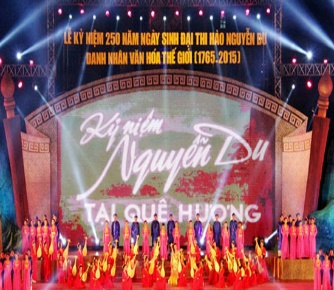 LỄ KỶ NIỆM 250 NĂM NGÀY SINH ĐẠI THI HÀO NGUYỄN DU
DANH NHÂN VĂN HÓA THẾ GIỚI (1765-2015)
Kỷ niệm
Nguyễn Du
TẠI QUÊ HƯƠNG